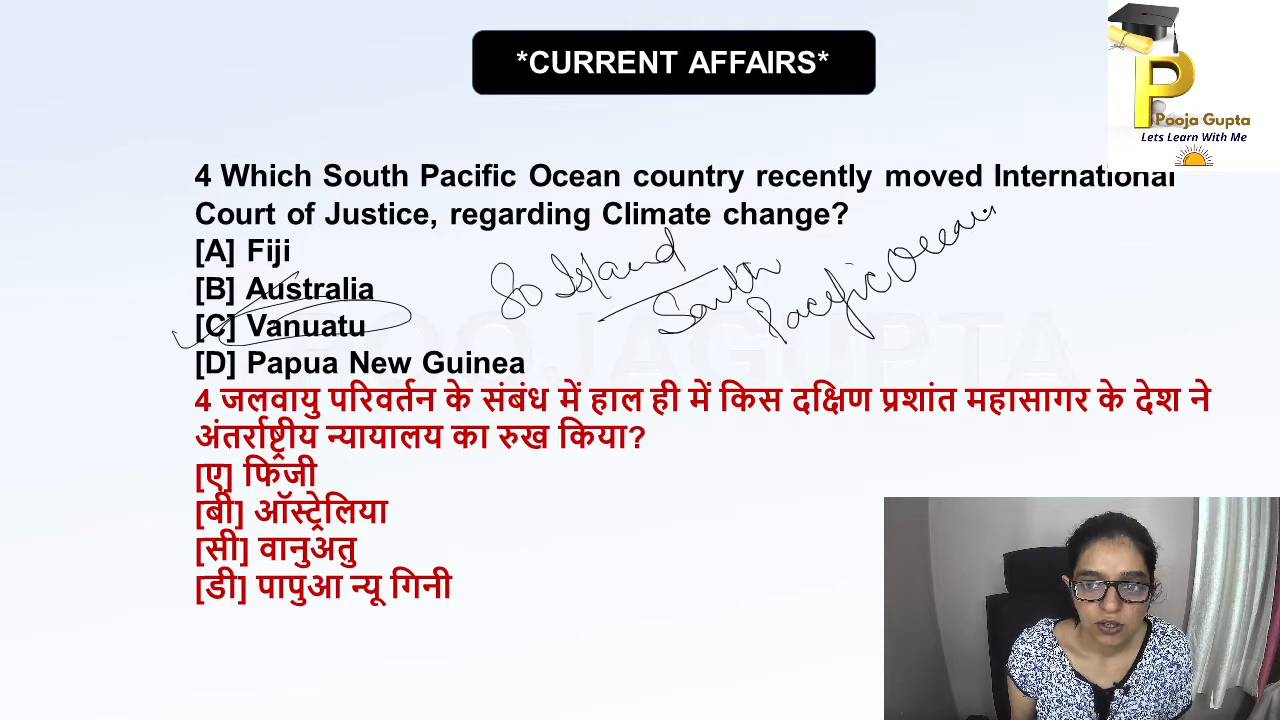 *CURRENT AFFAIRS*
Pooja Gupta
Lets Learn With Me
4 Which South Pacific Ocean country recently moved International
Court of Justice, regarding Climate change?
[A] Fiji
[B] Australia
[C] Vanuatu
[D] Papua New Guinea
80 Island
South
Pacific Ocean
4 जलवायु परिवर्तन के संबंध में हाल ही में किस दक्षिण प्रशांत महासागर के देश ने
अंतर्राष्ट्रीय न्यायालय का रुख किया?
[ए] फिजी
[बी] ऑस्ट्रेलिया
[सी] वानुअतु
[डी] पापुआ न्यू गिनी
POOJAGUPTA